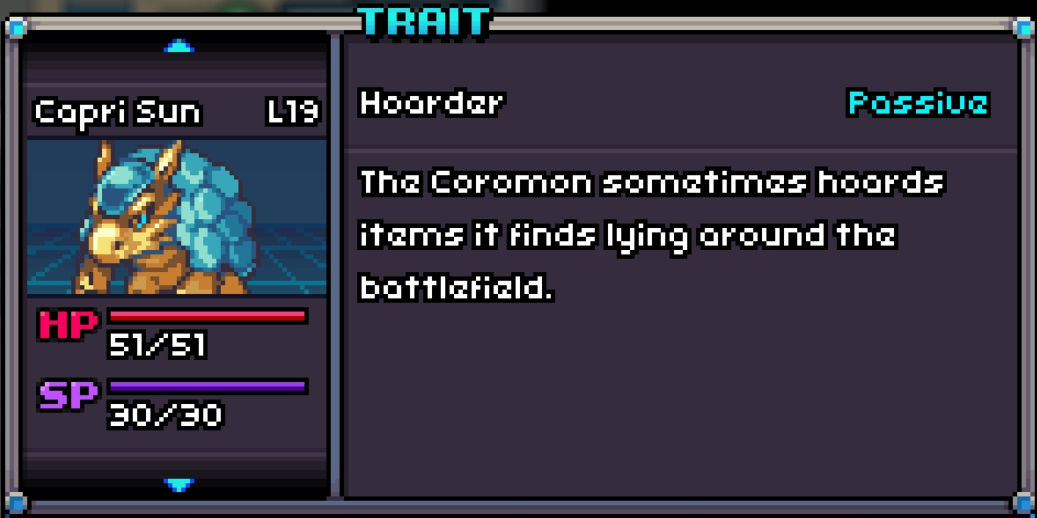 TRAIT
Capri Sun L19
Hoarder Passive
The Coromon sometimes hoards
items it finds lying around the
battlefield.
HP
51/51
SP
30/30